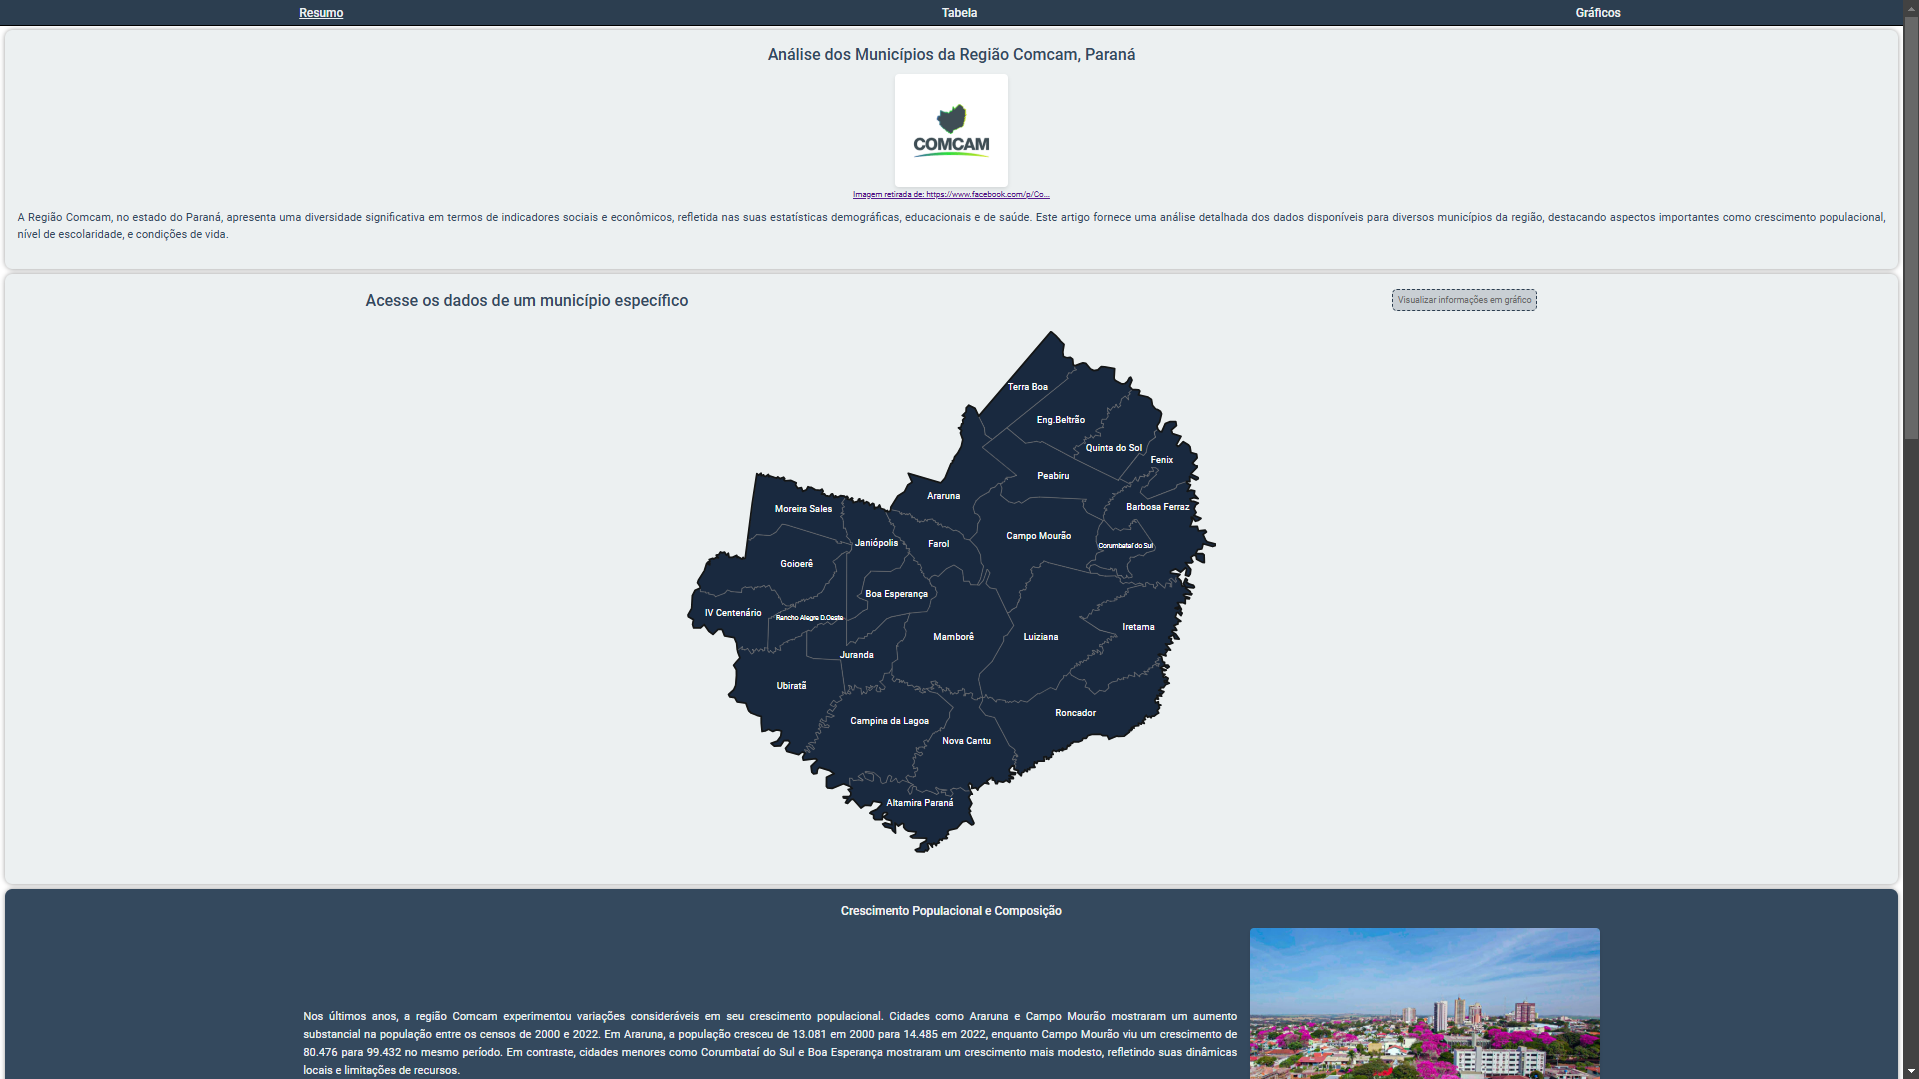 Resumo
Tabela
Gráficos
Análise dos Municípios da Região Comcam, Paraná
COMCAM
Imagem retirada de: https://www.facebook.com/p/Co...
A Região Comcam, no estado do Paraná, apresenta uma diversidade significativa em termos de indicadores sociais e econômicos, refletida nas suas estatísticas demográficas, educacionais e de saúde. Este artigo fornece uma análise detalhada dos dados disponíveis para diversos municípios da região, destacando aspectos importantes como crescimento populacional,
nível de escolaridade, e condições de vida.
Acesse os dados de um município específico
Visualizar informações em gráfico
Terra Boa
Eng.Beltrão
Quinta do Sol
Fenix
Peabiru
Araruna
Barbosa Ferraz
Moreira Sales
Campo Mourão
Janiópolis
Farol
Corumbataí do Sul
Goioerê
Boa Esperança
IV Centenário
Rancho Alegre D.Oeste
Iretama
Mamborê
Luiziana
Juranda
Ubiratã
Roncador
Campina da Lagoa
Nova Cantu
Altamira Paraná
Crescimento Populacional e Composição
Nos últimos anos, a região Comcam experimentou variações consideráveis em seu crescimento populacional. Cidades como Araruna e Campo Mourão mostraram um aumento
substancial na população entre os censos de 2000 e 2022. Em Araruna, a população cresceu de 13.081 em 2000 para 14.485 em 2022, enquanto Campo Mourão viu um crescimento de
80.476 para 99.432 no mesmo período. Em contraste, cidades menores como Corumbataí do Sul e Boa Esperança mostraram um crescimento mais modesto, refletindo suas dinâmicas
locais e limitações de recursos.